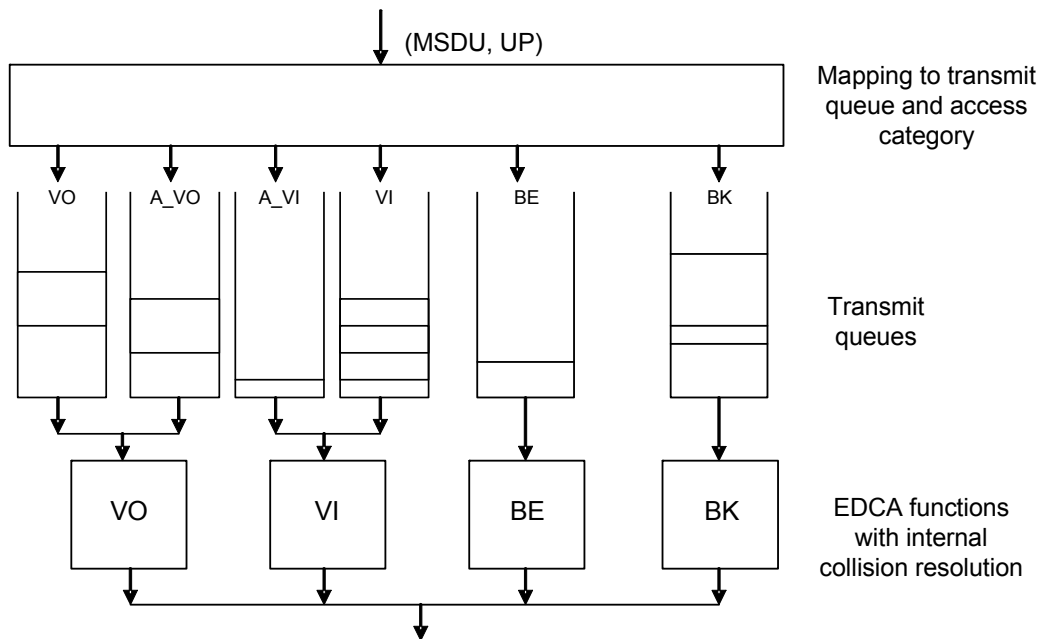 (MSDU, UP)
Mapping to transmit
queue and access
category
VO
A_VO
A_VI
VI
BE
BK
Transmit
queues
VO
VI
BE
BK
EDCA functions
with internal
collision resolution